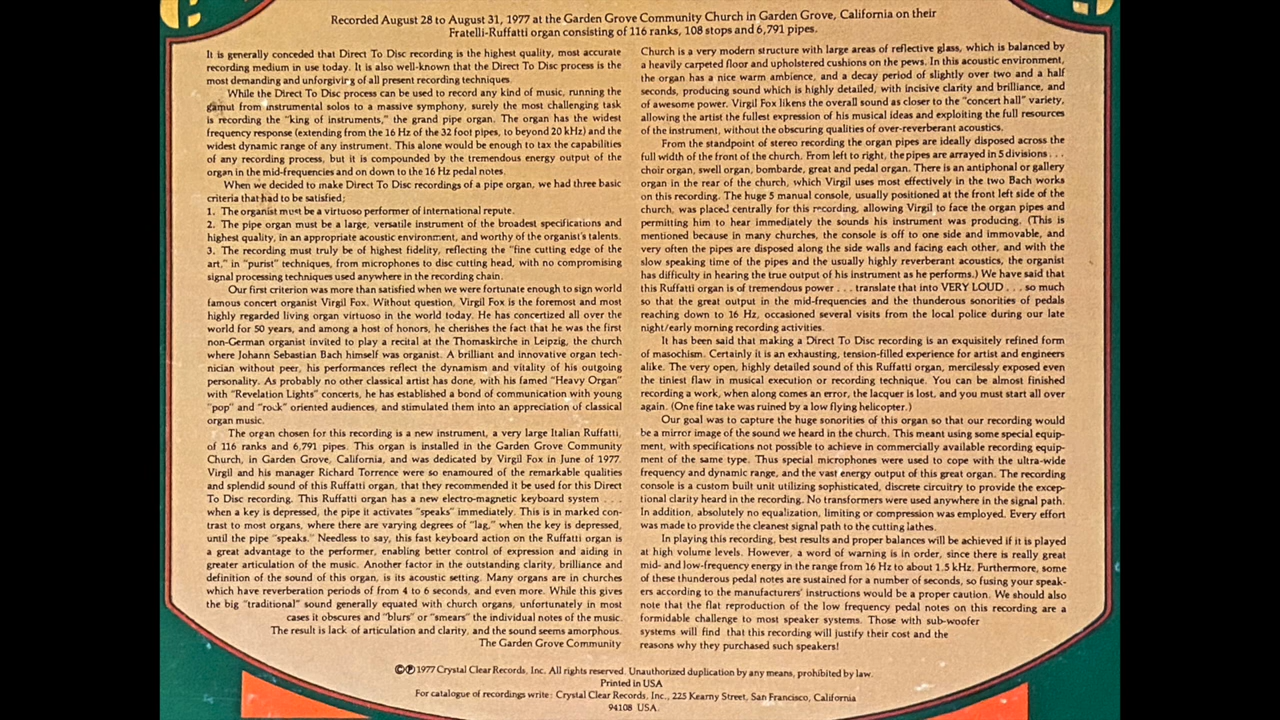 Recorded August 28 to August 31, 1977 at the Garden Grove Community Church in Garden Grove, California on their
Fratelli-Ruffatti organ consisting of 116 ranks, 108 stops and 6,791 pipes.
It is generally conceded that Direct To Disc recording is the highest quality, most accurate
recording medium in use today. It is also well-known that the Direct To Disc process is the
most demanding and unforgiving of all present recording techniques.
While the Direct To Disc process can be used to record any kind of music, running the
gamut from instrumental solos to a massive symphony, surely the most challenging task
is recording the "king of instruments," the grand pipe organ. The organ has the widest
frequency response (extending from the 16 Hz of the 32 foot pipes, to beyond 20 kHz) and the
widest dynamic range of any instrument. This alone would be enough to tax the capabilities
of any recording process, but it is compounded by the tremendous energy output of the
organ in the mid-frequencies and on down to the 16 Hz pedal notes.
When we decided to make Direct To Disc recordings of a pipe organ, we had three basic
criteria that had to be satisfied;
1. The organist must be a virtuoso performer of international repute.
2. The pipe organ must be a large, versatile instrument of the broadest specifications and
highest quality, in an appropriate acoustic environment, and worthy of the organist's talents.
3. The recording must truly be of highest fidelity, reflecting the "fine cutting edge of the
art," in "purist" techniques, from microphones to disc cutting head, with no compromising
signal processing techniques used anywhere in the recording chain.
Our first criterion was more than satisfied when we were fortunate enough to sign world
famous concert organist Virgil Fox. Without question, Virgil Fox is the foremost and most
highly regarded living organ virtuoso in the world today. He has concertized all over the
world for 50 years, and among a host of honors, he cherishes the fact that he was the first
non-German organist invited to play a recital at the Thomaskirche in Leipzig, the church
where Johann Sebastian Bach himself was organist. A brilliant and innovative organ tech-
nician without peer, his performances reflect the dynamism and vitality of his outgoing
personality. As probably no other classical artist has done, with his famed "Heavy Organ"
with "Revelation Lights" concerts, he has established a bond of communication with young
"pop" and "rock" oriented audiences, and stimulated them into an appreciation of classical
organ music.
The organ chosen for this recording is a new instrument, a very large Italian Ruffatti,
of 116 ranks and 6,791 pipes. This organ is installed in the Garden Grove Community
Church, in Garden Grove, California, and was dedicated by Virgil Fox in June of 1977.
Virgil and his manager Richard Torrence were so enamoured of the remarkable qualities
and splendid sound of this Ruffatti organ, that they recommended it be used for this Direct
To Disc recording. This Ruffatti organ has a new electro-magnetic keyboard system . . .
when a key is depressed, the pipe it activates "speaks" immediately. This is in marked con-
trast to most organs, where there are varying degrees of "lag," when the key is depressed,
until the pipe "speaks." Needless to say, this fast keyboard action on the Ruffatti organ is
a great advantage to the performer, enabling better control of expression and aiding in
greater articulation of the music. Another factor in the outstanding clarity, brilliance and
definition of the sound of this organ, is its acoustic setting. Many organs are in churches
which have reverberation periods of from 4 to 6 seconds, and even more. While this gives
the big "traditional" sound generally equated with church organs, unfortunately in most
cases it obscures and "blurs" or "smears" the individual notes of the music.
The result is lack of articulation and clarity, and the sound seems amorphous.
The Garden Grove Community
Church is a very modern structure with large areas of reflective glass, which is balanced by
a heavily carpeted floor and upholstered cushions on the pews. In this acoustic environment,
the organ has a nice warm ambience, and a decay period of slightly over two and a half
seconds, producing sound which is highly detailed, with incisive clarity and brilliance, and
of awesome power. Virgil Fox likens the overall sound as closer to the "concert hall" variety,
allowing the artist the fullest expression of his musical ideas and exploiting the full resources
of the instrument, without the obscuring qualities of over-reverberant acoustics.
From the standpoint of stereo recording the organ pipes are ideally disposed across the
full width of the front of the church. From left to right, the pipes are arrayed in 5 divisions . . .
choir organ, swell organ, bombarde, great and pedal organ. There is an antiphonal or gallery
organ in the rear of the church, which Virgil uses most effectively in the two Bach works
on this recording. The huge 5 manual console, usually positioned at the front left side of the
church, was placed centrally for this recording, allowing Virgil to face the organ pipes and
permitting him to hear immediately the sounds his instrument was producing. (This is
mentioned because in many churches, the console is off to one side and immovable, and
very often the pipes are disposed along the side walls and facing each other, and with the
slow speaking time of the pipes and the usually highly reverberant acoustics, the organist
has difficulty in hearing the true output of his instrument as he performs.) We have said that
this Ruffatti organ is of tremendous power . . . translate that into VERY LOUD . . . so much
so that the great output in the mid-frequencies and the thunderous sonorities of pedals
reaching down to 16 Hz, occasioned several visits from the local police during our late
night/early morning recording activities.
It has been said that making a Direct To Disc recording is an exquisitely refined form
of masochism. Certainly it is an exhausting, tension-filled experience for artist and engineers
alike. The very open, highly detailed sound of this Ruffatti organ, mercilessly exposed even
the tiniest flaw in musical execution or recording technique. You can be almost finished
recording a work, when along comes an error, the lacquer is lost, and you must start all over
again. (One fine take was ruined by a low flying helicopter.)
Our goal was to capture the huge sonorities of this organ so that our recording would
be a mirror image of the sound we heard in the church. This meant using some special equip-
ment, with specifications not possible to achieve in commercially available recording equip-
ment of the same type. Thus special microphones were used to cope with the ultra-wide
frequency and dynamic range, and the vast energy output of this great organ. The recording
console is a custom built unit utilizing sophisticated, discrete circuitry to provide the excep-
tional clarity heard in the recording. No transformers were used anywhere in the signal path.
In addition, absolutely no equalization, limiting or compression was employed. Every effort
was made to provide the cleanest signal path to the cutting lathes.
In playing this recording, best results and proper balances will be achieved if it is played
at high volume levels. However, a word of warning is in order, since there is really great
mid- and low-frequency energy in the range from 16 Hz to about 1.5 kHz. Furthermore, some
of these thunderous pedal notes are sustained for a number of seconds, so fusing your speak-
ers according to the manufacturers' instructions would be a proper caution. We should also
note that the flat reproduction of the low frequency pedal notes on this recording are a
formidable challenge to most speaker systems. Those with sub-woofer
systems will find that this recording will justify their cost and the
reasons why they purchased such speakers!
©℗1977 Crystal Clear Records, Inc. All rights reserved. Unauthorized duplication by any means, prohibited by law.
Printed in USA
For catalogue of recordings write: Crystal Clear Records, Inc., 225 Kearny Street, San Francisco, California
94108 USA.